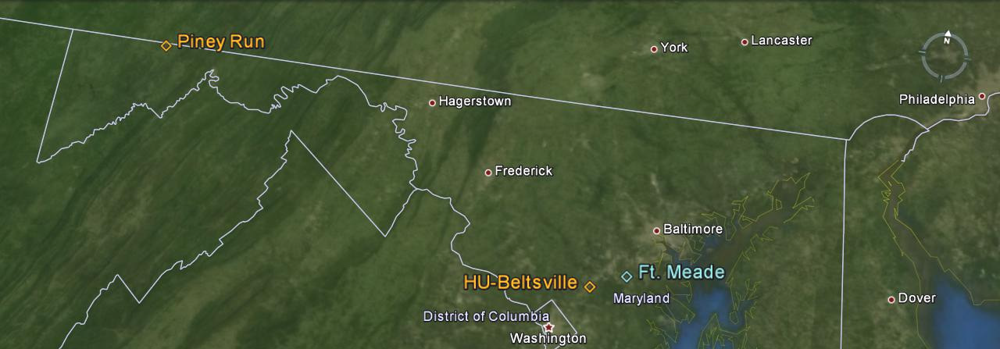 Piney Run
York
Lancaster
N
Philadelphia
Hagerstown
Frederick
Baltimore
HU-Beltsville
Ft. Meade
Maryland
Dover
District of Columbia
Washington